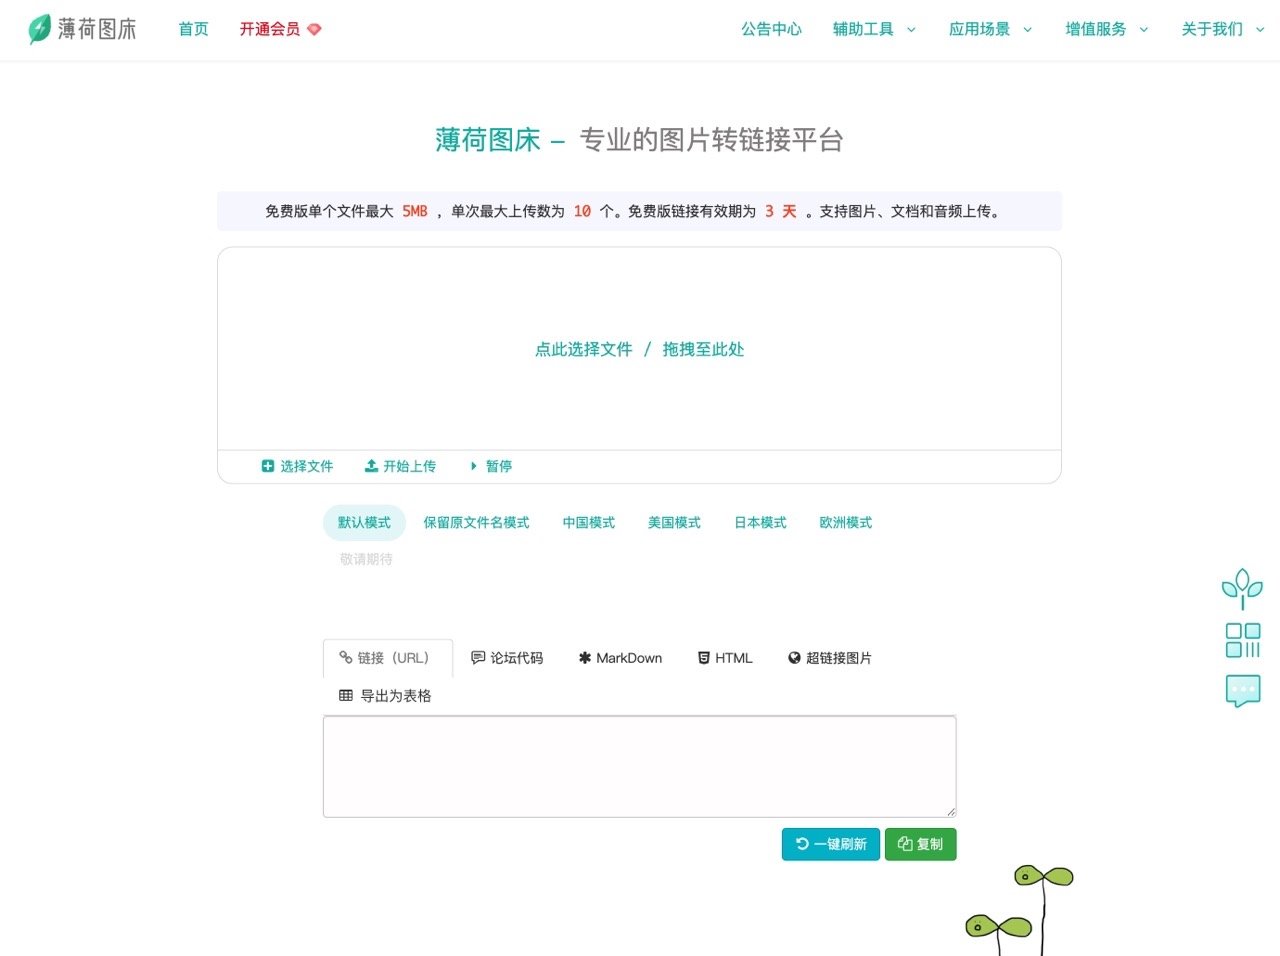 薄荷图床 首页 开通会员 公告中心 辅助工具 应用场景 增值服务 关于我们
薄荷图床 – 专业的图片转链接平台
免费版单个文件最大 5MB ，单次最大上传数为 10 个。免费版链接有效期为 3 天 。支持图片、文档和音频上传。
点此选择文件 / 拖拽至此处
选择文件 开始上传 暂停
默认模式 保留原文件名模式 中国模式 美国模式 日本模式 欧洲模式
敬请期待
链接（URL） 论坛代码 MarkDown HTML 超链接图片
导出为表格
一键刷新 复制